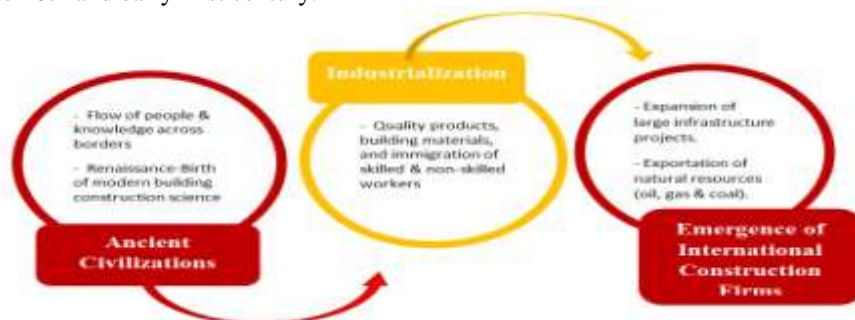 Industrialization
- Flow of people &
knowledge across
borders
- Renaissance-Birth
of modern building
construction science
Ancient
Civilizations
- Quality products,
building materials,
and immigration of
skilled & non-skilled
workers
- Expansion of
large infrastructure
projects.
- Exportation of
natural resources
(oil, gas & coal).
Emergence of
International
Construction
Firms